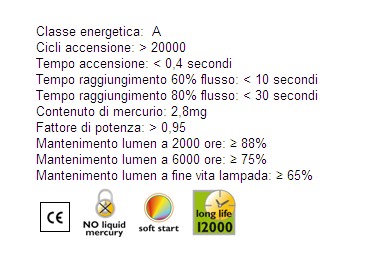 Classe energetica:  A
Cicli accensione: > 20000
Tempo accensione: < 0,4 secondi
Tempo raggiungimento 60% flusso: < 10 secondi
Tempo raggiungimento 80% flusso: < 30 secondi
Contenuto di mercurio: 2,8mg
Fattore di potenza: > 0,95
Mantenimento lumen a 2000 ore: ≥ 88%
Mantenimento lumen a 6000 ore: ≥ 75%
Mantenimento lumen a fine vita lampada: ≥ 65%
CE
NO liquid
mercury
soft start
long life
12000